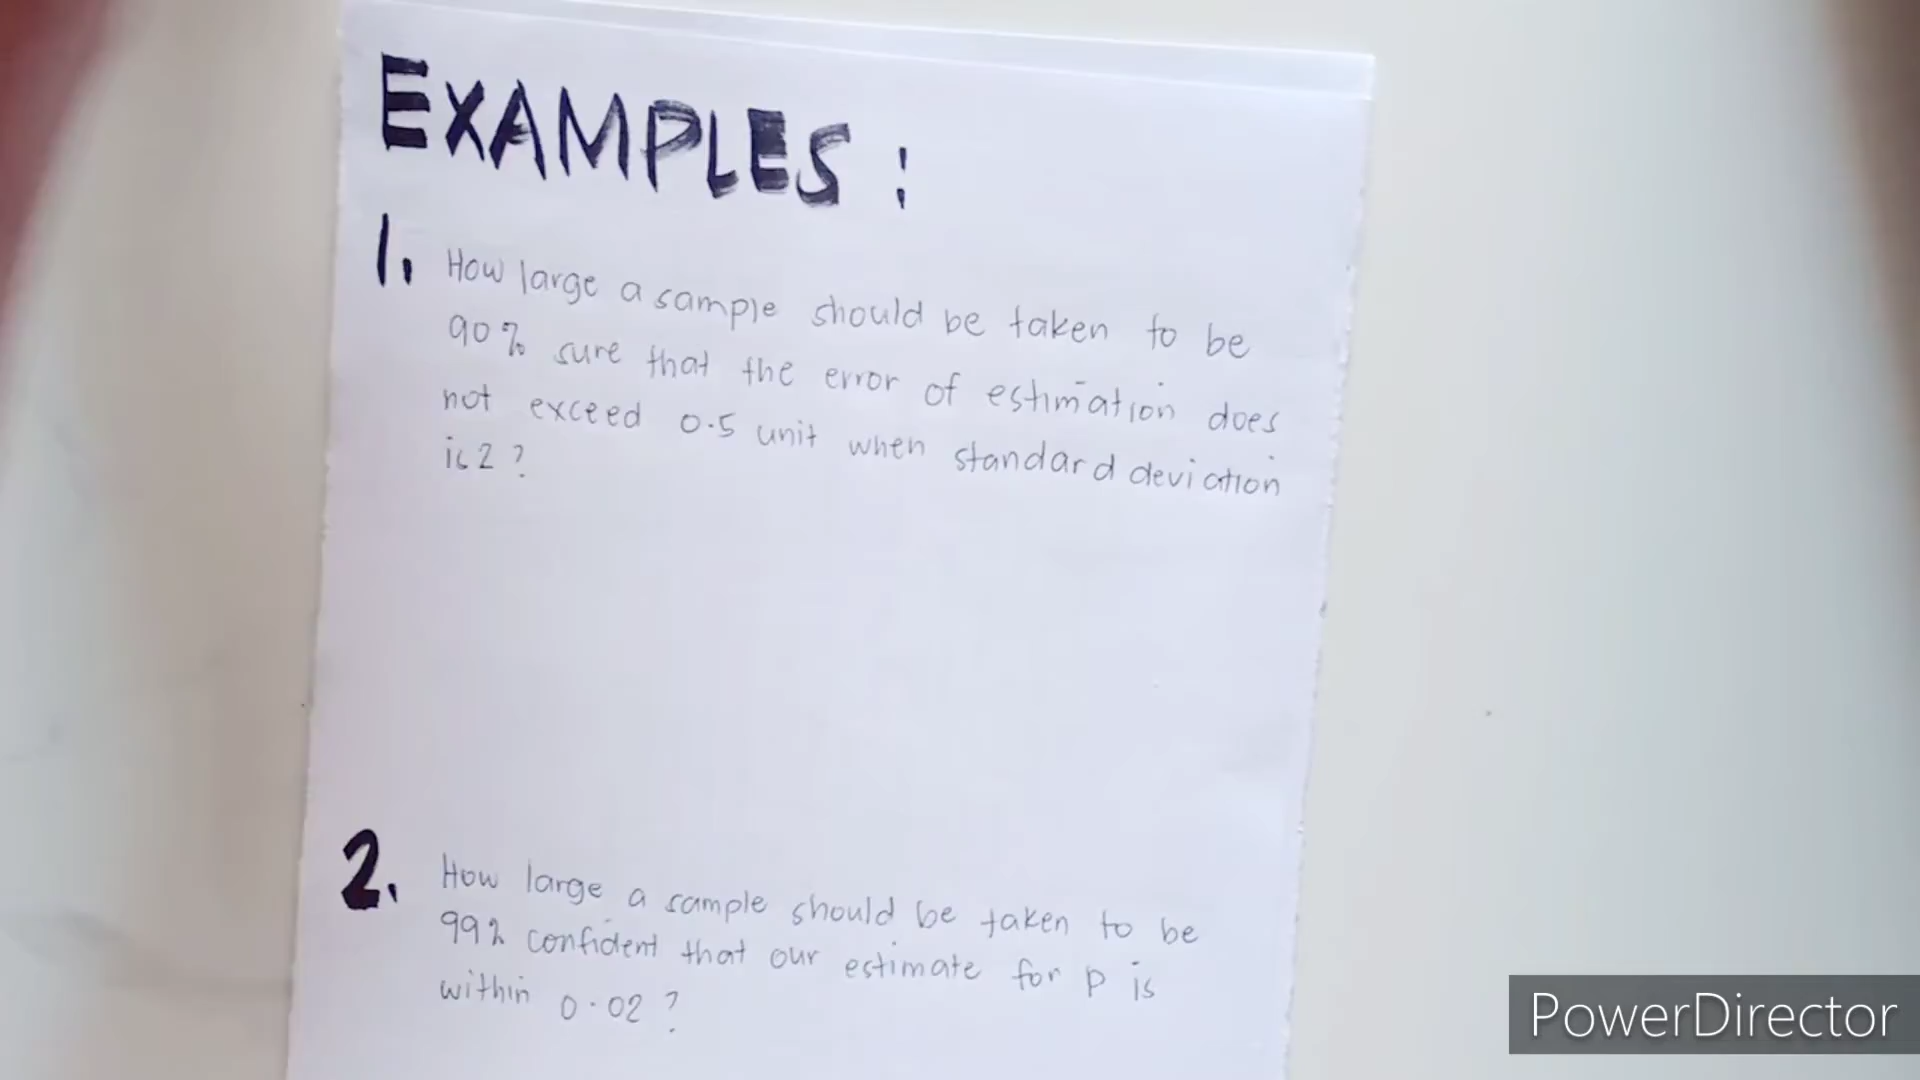 EXAMPLES :
1. How large a sample should be taken to be
90% sure that the error of estimation does
not exceed 0.5 unit when standard deviation
is 2 ?
2. How large a sample should be taken to be
99% confident that our estimate for p is
within 0.02 ?
PowerDirector